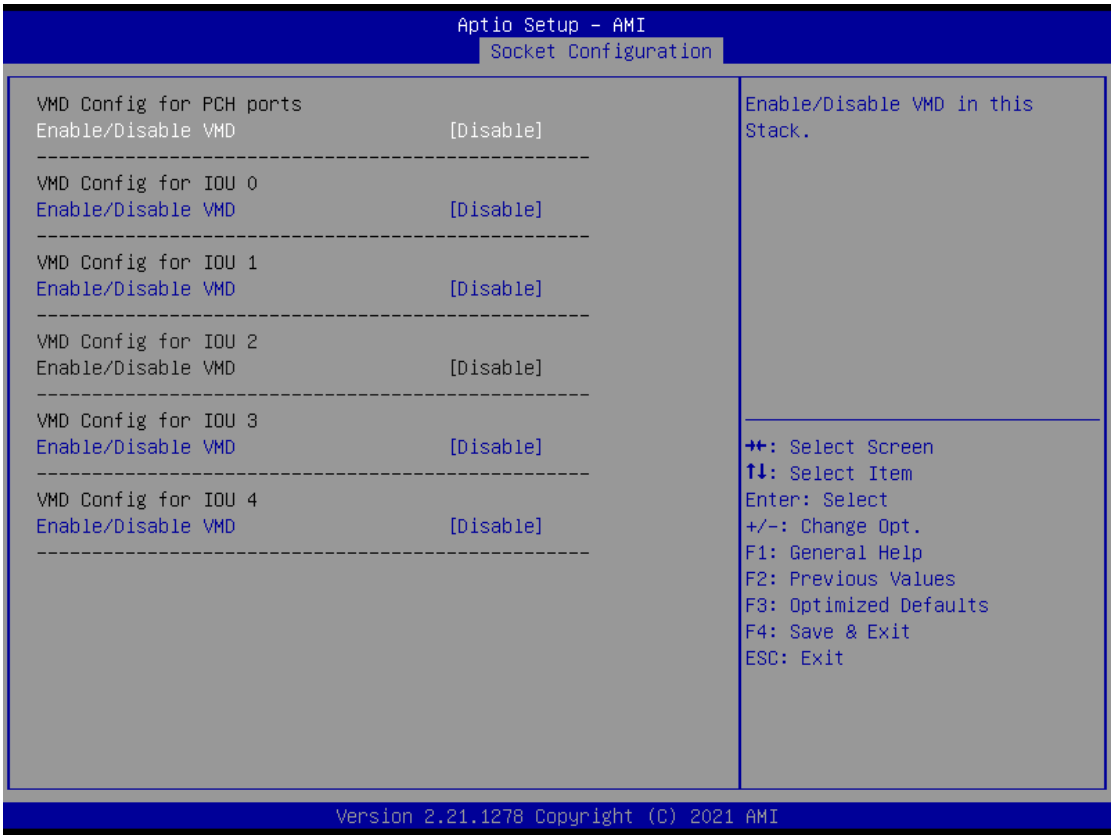 Aptio Setup – AMI
Socket Configuration
VMD Config for PCH ports
Enable/Disable VMD [Disable]
--------------------------------------------------
VMD Config for IOU 0
Enable/Disable VMD [Disable]
--------------------------------------------------
VMD Config for IOU 1
Enable/Disable VMD [Disable]
--------------------------------------------------
VMD Config for IOU 2
Enable/Disable VMD [Disable]
--------------------------------------------------
VMD Config for IOU 3
Enable/Disable VMD [Disable]
--------------------------------------------------
VMD Config for IOU 4
Enable/Disable VMD [Disable]
--------------------------------------------------
Enable/Disable VMD in this
Stack.
→←: Select Screen
↑↓: Select Item
Enter: Select
+/-: Change Opt.
F1: General Help
F2: Previous Values
F3: Optimized Defaults
F4: Save & Exit
ESC: Exit
Version 2.21.1278 Copyright (C) 2021 AMI